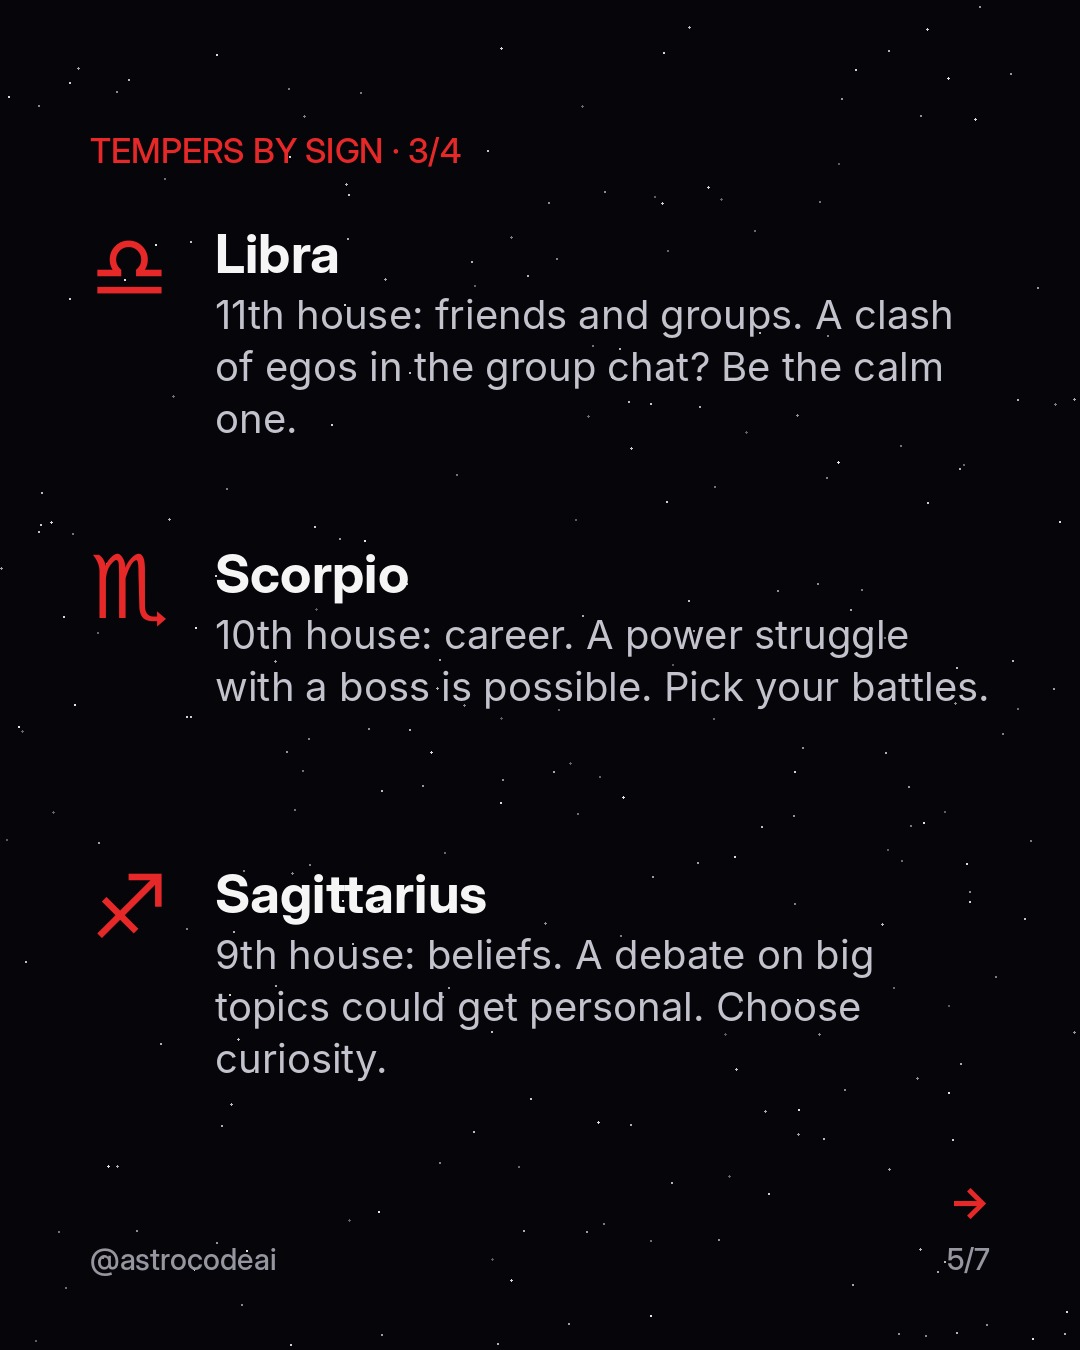 TEMPERS BY SIGN · 3/4
♎ Libra
11th house: friends and groups. A clash
of egos in the group chat? Be the calm
one.
♏ Scorpio
10th house: career. A power struggle
with a boss is possible. Pick your battles.
♐ Sagittarius
9th house: beliefs. A debate on big
topics could get personal. Choose
curiosity.
→
@astrocodeai
5/7